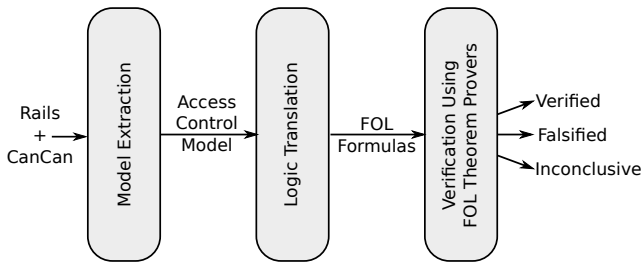 Rails
+
CanCan
Model Extraction
Access
Control
Model
Logic Translation
FOL
Formulas
Verification Using
FOL Theorem Provers
Verified
Falsified
Inconclusive